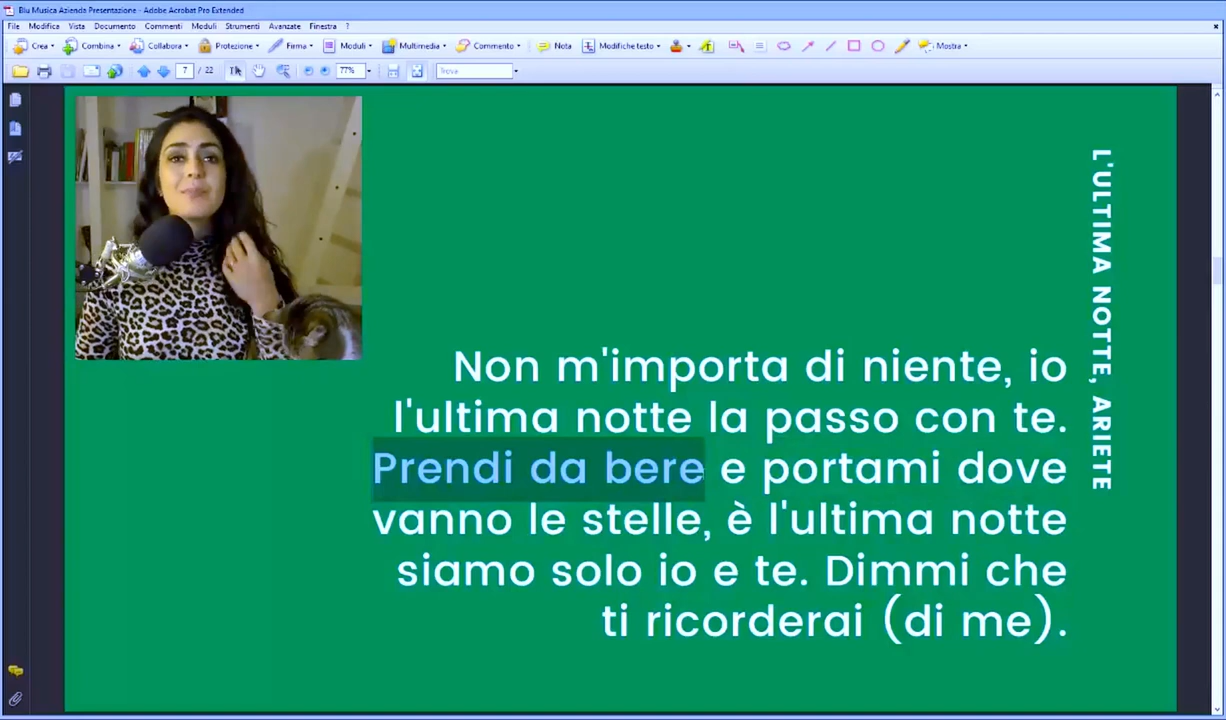 Blu Musica Azienda Presentazione - Adobe Acrobat Pro Extended
File Modifica Vista Documento Commenti Moduli Strumenti Avanzate Finestra ?
Crea Combina Collabora Protezione Firma Moduli Multimedia Commento Nota Modifiche testo Mostra
7 / 22 77% Trova
L'ULTIMA NOTTE, ARIETE
Non m'importa di niente, io
l'ultima notte la passo con te.
Prendi da bere e portami dove
vanno le stelle, è l'ultima notte
siamo solo io e te. Dimmi che
ti ricorderai (di me).